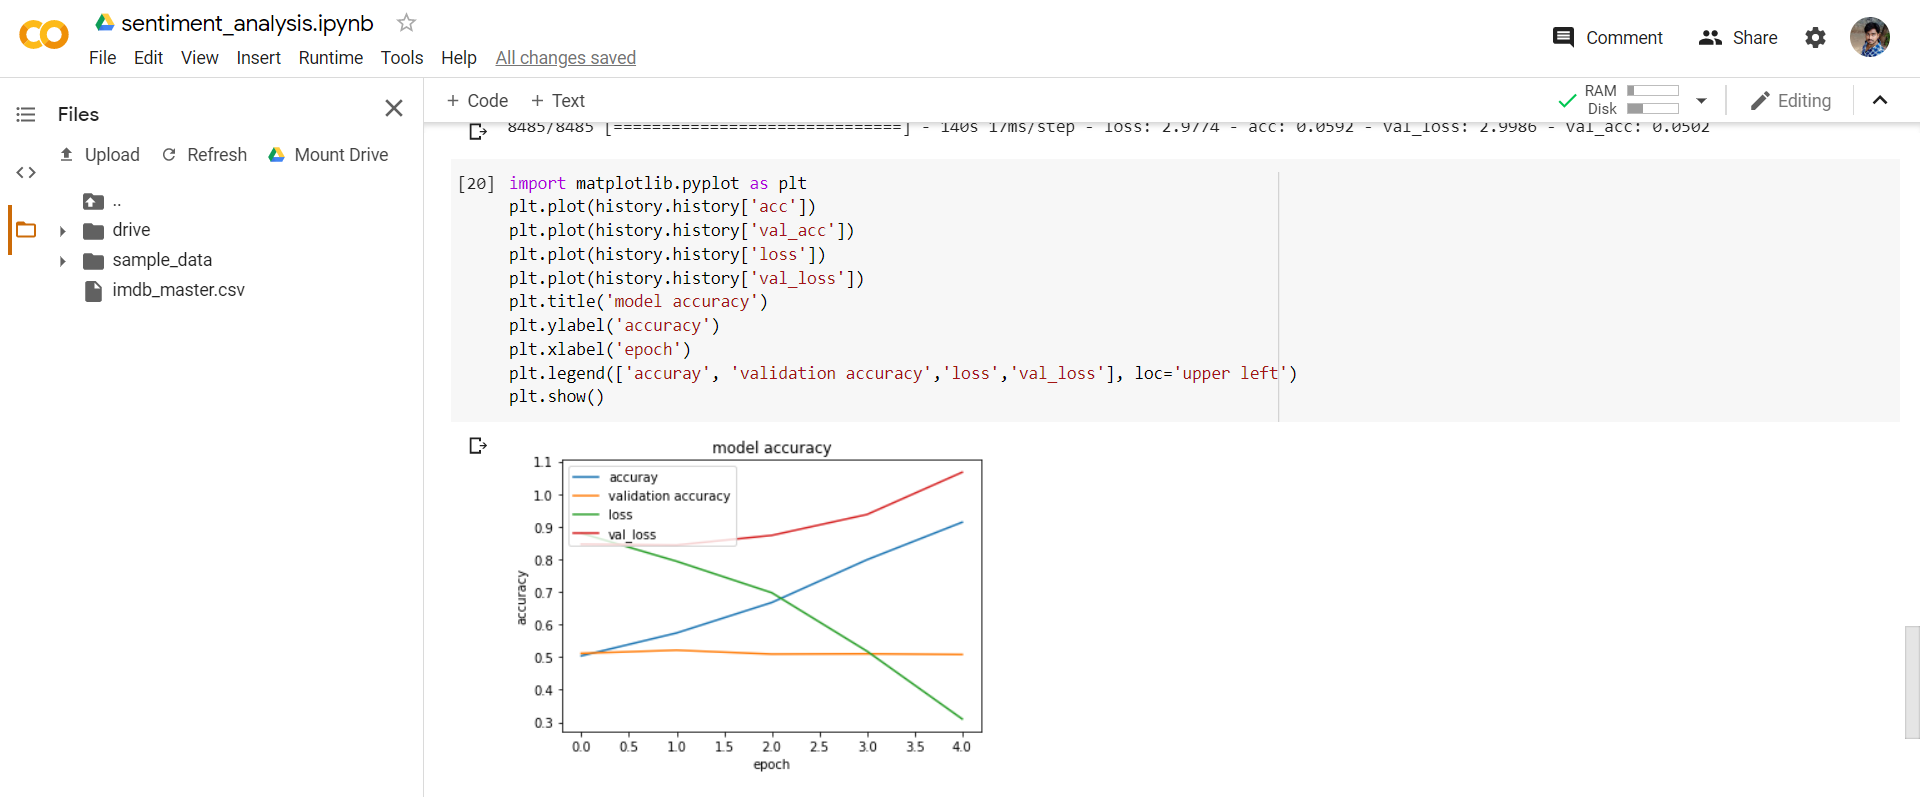 sentiment_analysis.ipynb
File Edit View Insert Runtime Tools Help All changes saved
Comment Share
Files
+ Code + Text
RAM
Disk
Editing
Upload Refresh Mount Drive
..
drive
sample_data
imdb_master.csv
8485/8485 [==============================] - 140s 17ms/step - loss: 2.9774 - acc: 0.0592 - val_loss: 2.9986 - val_acc: 0.0502
[20] import matplotlib.pyplot as plt
plt.plot(history.history['acc'])
plt.plot(history.history['val_acc'])
plt.plot(history.history['loss'])
plt.plot(history.history['val_loss'])
plt.title('model accuracy')
plt.ylabel('accuracy')
plt.xlabel('epoch')
plt.legend(['accuray', 'validation accuracy','loss','val_loss'], loc='upper left')
plt.show()
model accuracy
accuray
validation accuracy
loss
val_loss
1.1
1.0
0.9
0.8
0.7
0.6
0.5
0.4
0.3
accuracy
0.0 0.5 1.0 1.5 2.0 2.5 3.0 3.5 4.0
epoch